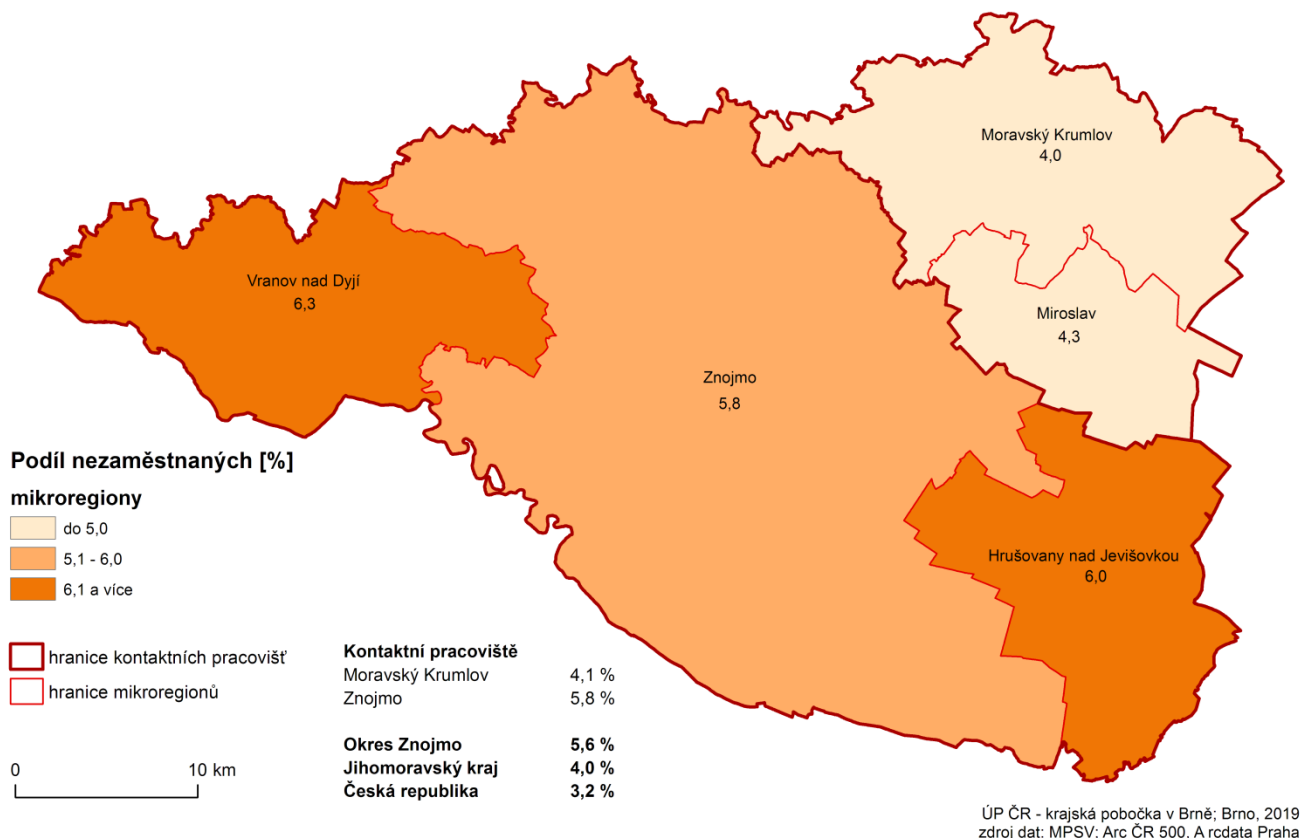 Moravský Krumlov
4,0
Vranov nad Dyjí
6,3
Miroslav
4,3
Znojmo
5,8
Hrušovany nad Jevišovkou
6,0
Podíl nezaměstnaných [%]
mikroregiony
do 5,0
5,1 - 6,0
6,1 a více
hranice kontaktních pracovišť
hranice mikroregionů
0 10 km
Kontaktní pracoviště
Moravský Krumlov 4,1 %
Znojmo 5,8 %
Okres Znojmo 5,6 %
Jihomoravský kraj 4,0 %
Česká republika 3,2 %
ÚP ČR - krajská pobočka v Brně; Brno, 2019
zdroj dat: MPSV; Arc ČR 500, A rcdata Praha